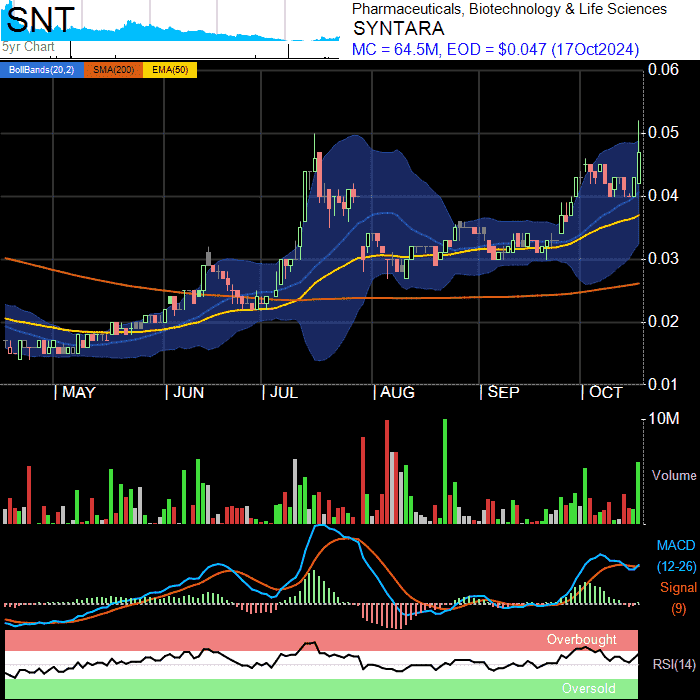 SNT
5yr Chart
Pharmaceuticals, Biotechnology & Life Sciences
SYNTARA
MC = 64.5M, EOD = $0.047 (17Oct2024)
BollBands(20,2) SMA(200) EMA(50)
0.06
0.05
0.04
0.03
0.02
0.01
MAY JUN JUL AUG SEP OCT
10M
Volume
MACD
(12-26)
Signal
(9)
Overbought
RSI(14)
Oversold